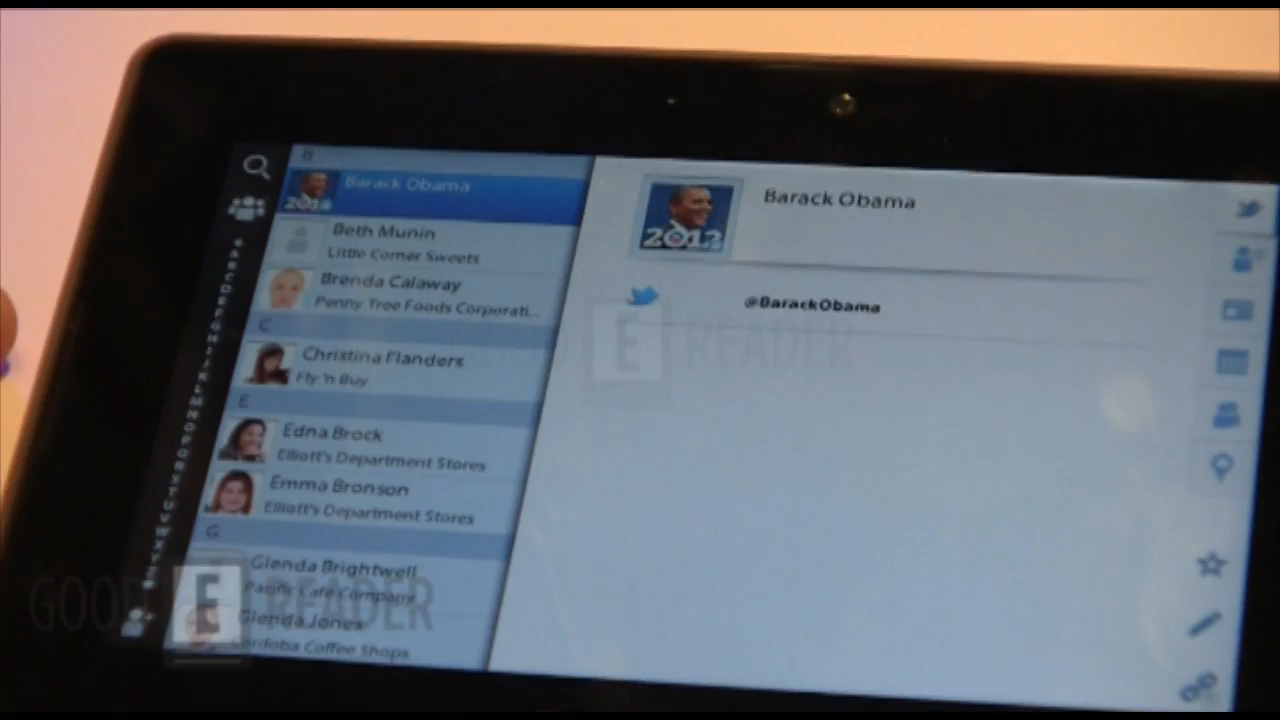 B
Barack Obama
2012
Beth Munin
Little Corner Sweets
Brenda Calaway
Penny Tree Foods Corporati...
C
Christina Flanders
Fly 'n Buy
E
Edna Brock
Elliott's Department Stores
Emma Bronson
Elliott's Department Stores
G
Glenda Brightwell
Pacific Cafe Company
Glenda Jones
Cordoba Coffee Shops
#
A
B
C
D
E
F
G
H
I
J
K
L
M
N
O
P
Q
R
S
T
U
V
W
X
Y
Z
Barack Obama
2012
@BarackObama
GOOD E READER
GOOD E READER